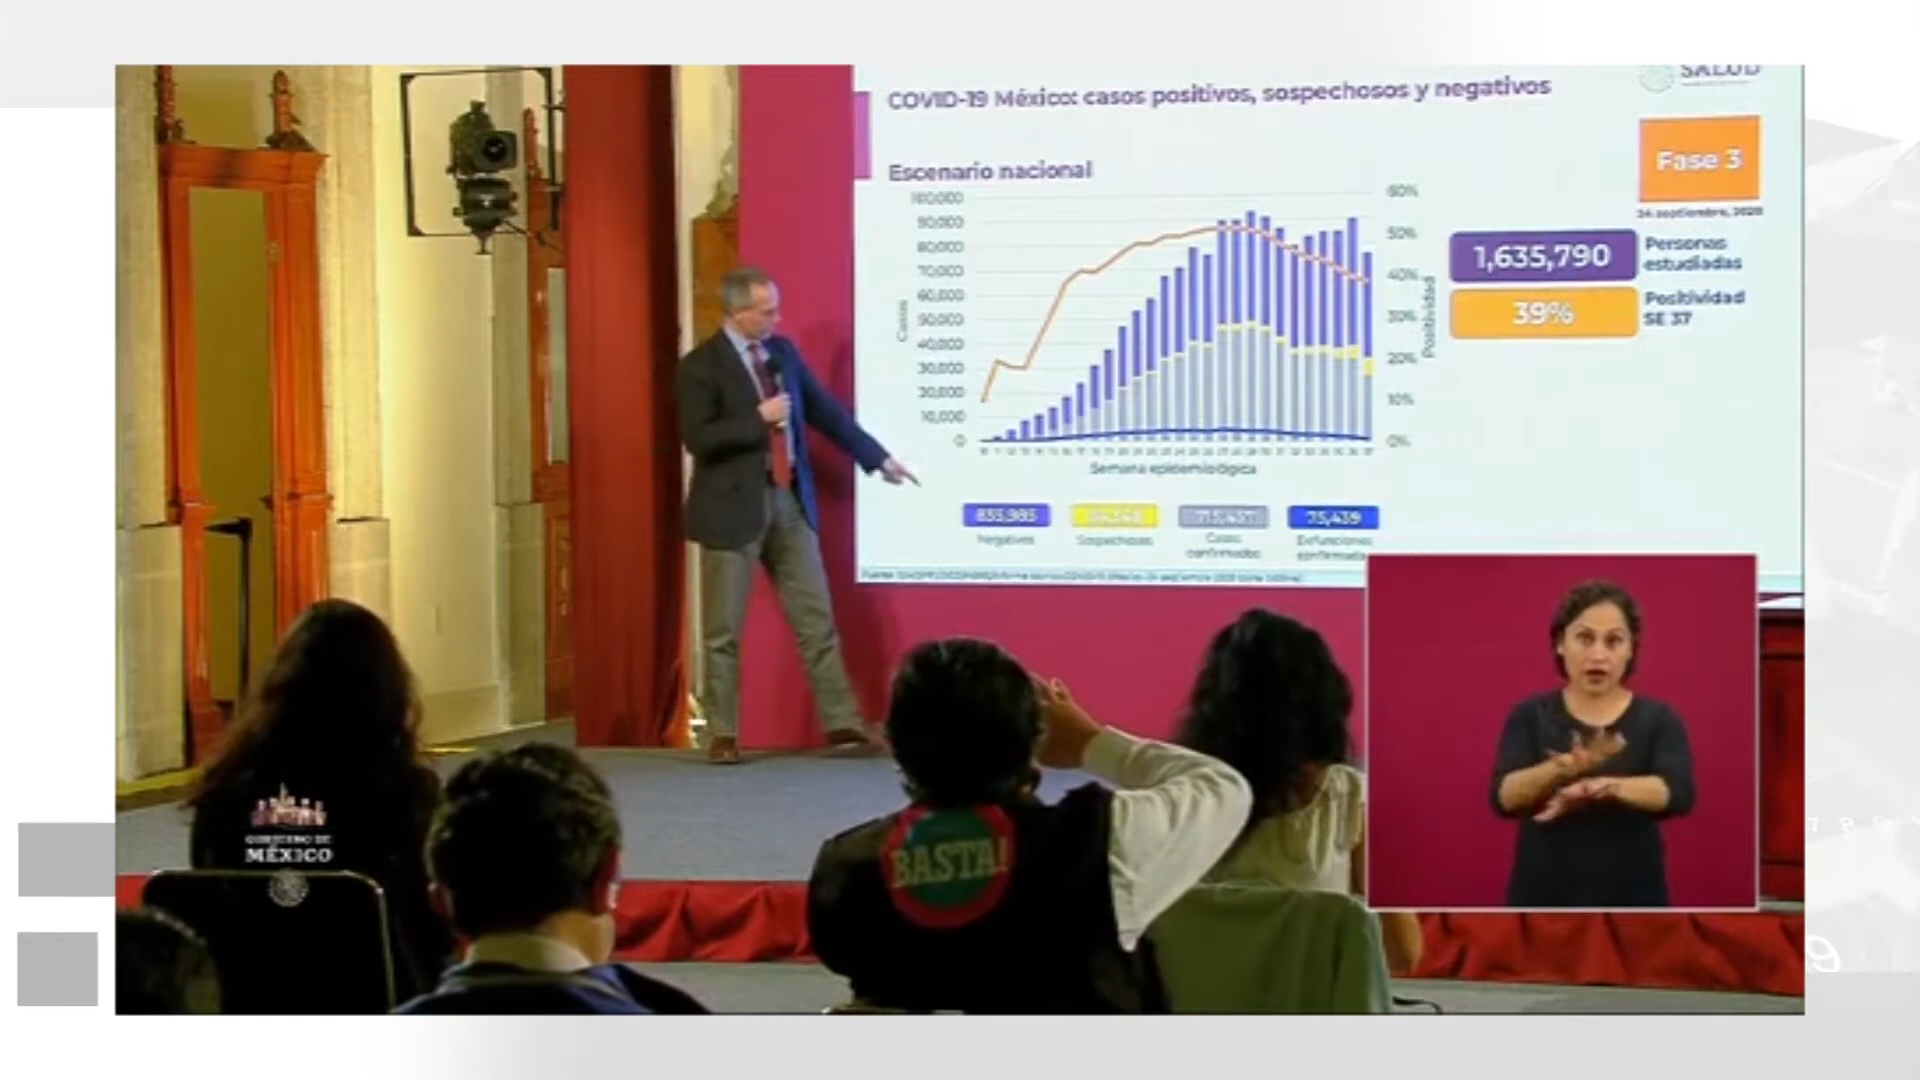 SALUD
COVID-19 México: casos positivos, sospechosos y negativos
Fase 3
24 septiembre, 2020
Escenario nacional
100,000
90,000
80,000
70,000
60,000
50,000
40,000
30,000
20,000
10,000
0
Casos
60%
50%
40%
30%
20%
10%
0%
Positividad
1,635,790
Personas
estudiadas
39%
Positividad
SE 37
Semana epidemiológica
835,985
75,439
Negativos
Sospechosos
Casos
confirmados
Defunciones
confirmadas
GOBIERNO DE
MÉXICO
BASTA!